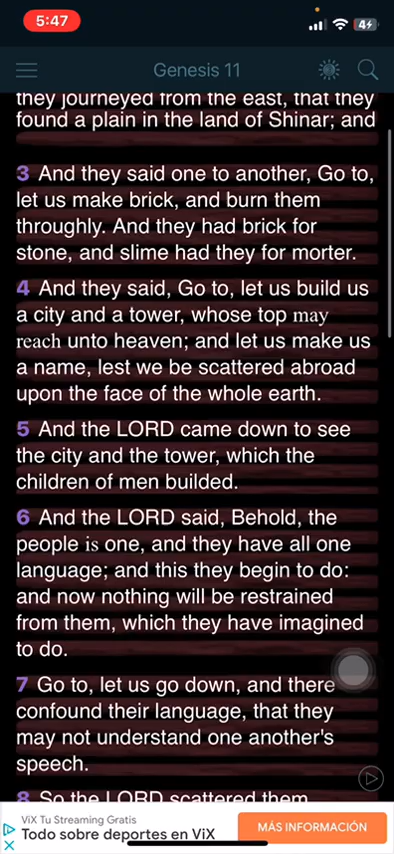 5:47
4
Genesis 11
they journeyed from the east, that they
found a plain in the land of Shinar; and
3 And they said one to another, Go to,
let us make brick, and burn them
throughly. And they had brick for
stone, and slime had they for morter.
4 And they said, Go to, let us build us
a city and a tower, whose top may
reach unto heaven; and let us make us
a name, lest we be scattered abroad
upon the face of the whole earth.
5 And the LORD came down to see
the city and the tower, which the
children of men builded.
6 And the LORD said, Behold, the
people is one, and they have all one
language; and this they begin to do:
and now nothing will be restrained
from them, which they have imagined
to do.
7 Go to, let us go down, and there
confound their language, that they
may not understand one another's
speech.
8 So the LORD scattered them
ViX Tu Streaming Gratis
Todo sobre deportes en ViX
MÁS INFORMACIÓN